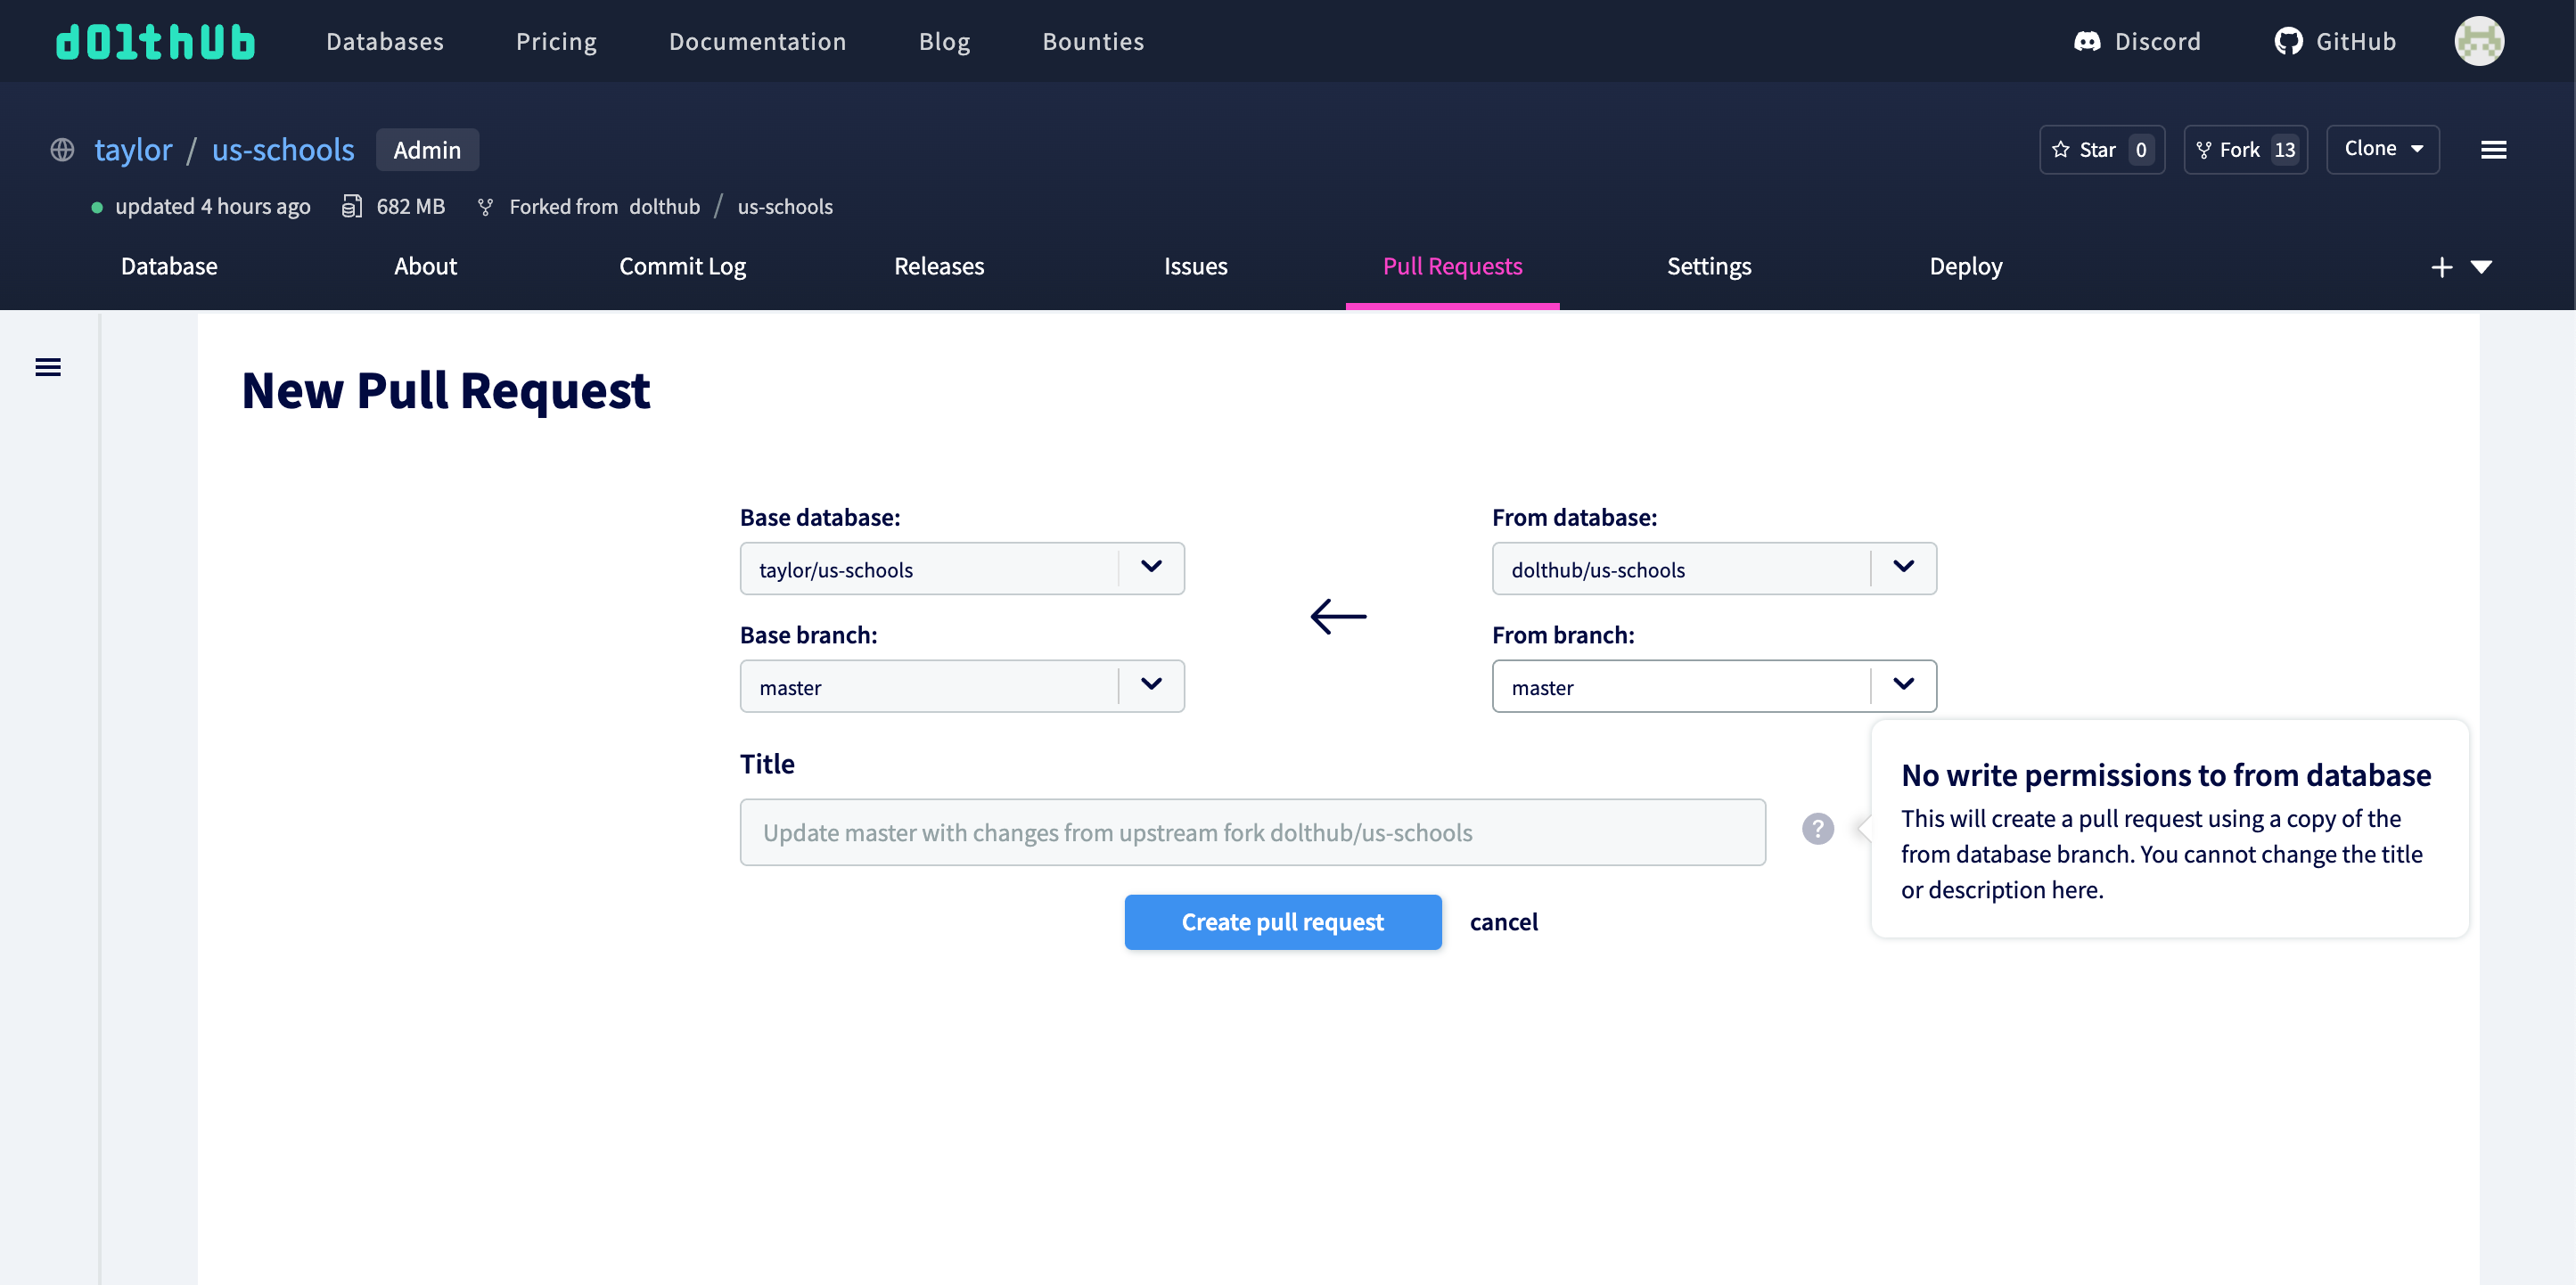 dolthub Databases Pricing Documentation Blog Bounties Discord GitHub
taylor / us-schools Admin Star 0 Fork 13 Clone
updated 4 hours ago 682 MB Forked from dolthub / us-schools
Database About Commit Log Releases Issues Pull Requests Settings Deploy +
New Pull Request
Base database: From database:
taylor/us-schools dolthub/us-schools
Base branch: From branch:
master master
Title
Update master with changes from upstream fork dolthub/us-schools
?
No write permissions to from database
This will create a pull request using a copy of the
from database branch. You cannot change the title
or description here.
Create pull request cancel